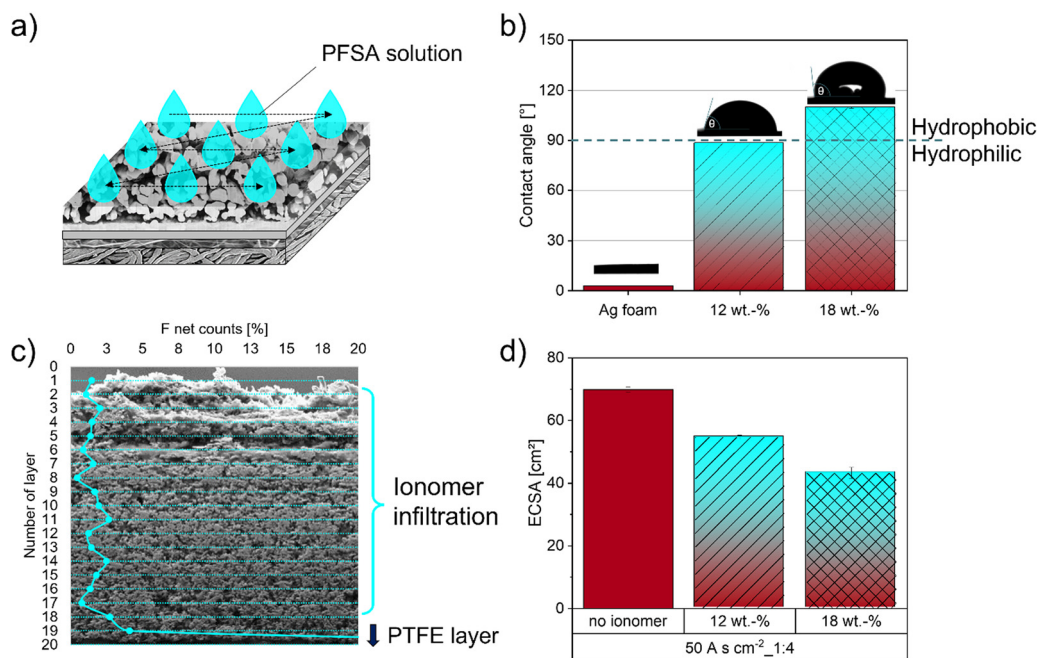 a)
PFSA solution
b)
Contact angle [°]
150
120
90
60
30
0
θ
θ
Hydrophobic
Hydrophilic
Ag foam
12 wt.-%
18 wt.-%
c)
F net counts [%]
0 3 5 8 10 13 15 18 20
Number of layer
0
1
2
3
4
5
6
7
8
9
10
11
12
13
14
15
16
17
18
19
20
Ionomer
infiltration
PTFE layer
d)
ECSA [cm²]
80
60
40
20
0
no ionomer
12 wt.-%
18 wt.-%
50 A s cm⁻²_1:4